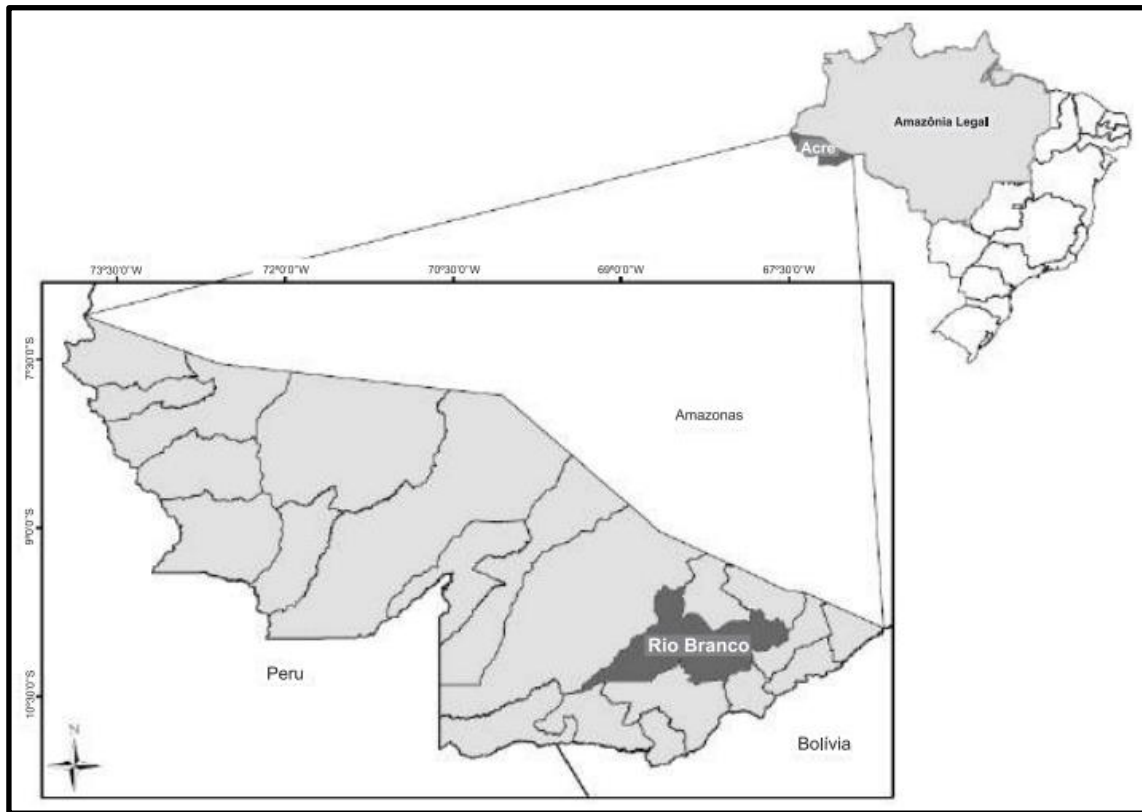 Amazônia Legal
Acre
73°30'0"W 72°0'0"W 70°30'0"W 69°0'0"W 67°30'0"W
7°30'0"S
Amazonas
9°0'0"S
Rio Branco
Peru
10°30'0"S
Bolívia
N